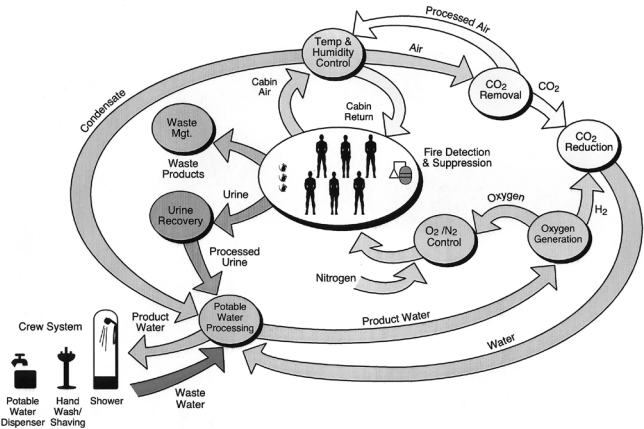 Processed Air
Temp &
Humidity
Control
Air
CO2
Removal
CO2
CO2
Reduction
Condensate
Cabin
Air
Cabin
Return
Waste
Mgt.
Waste
Products
Fire Detection
& Suppression
Urine
Urine
Recovery
Oxygen
H2
O2 /N2
Control
Oxygen
Generation
Processed
Urine
Nitrogen
Potable
Water
Processing
Product Water
Water
Crew System
Product
Water
Waste
Water
Potable
Water
Dispenser
Hand
Wash/
Shaving
Shower